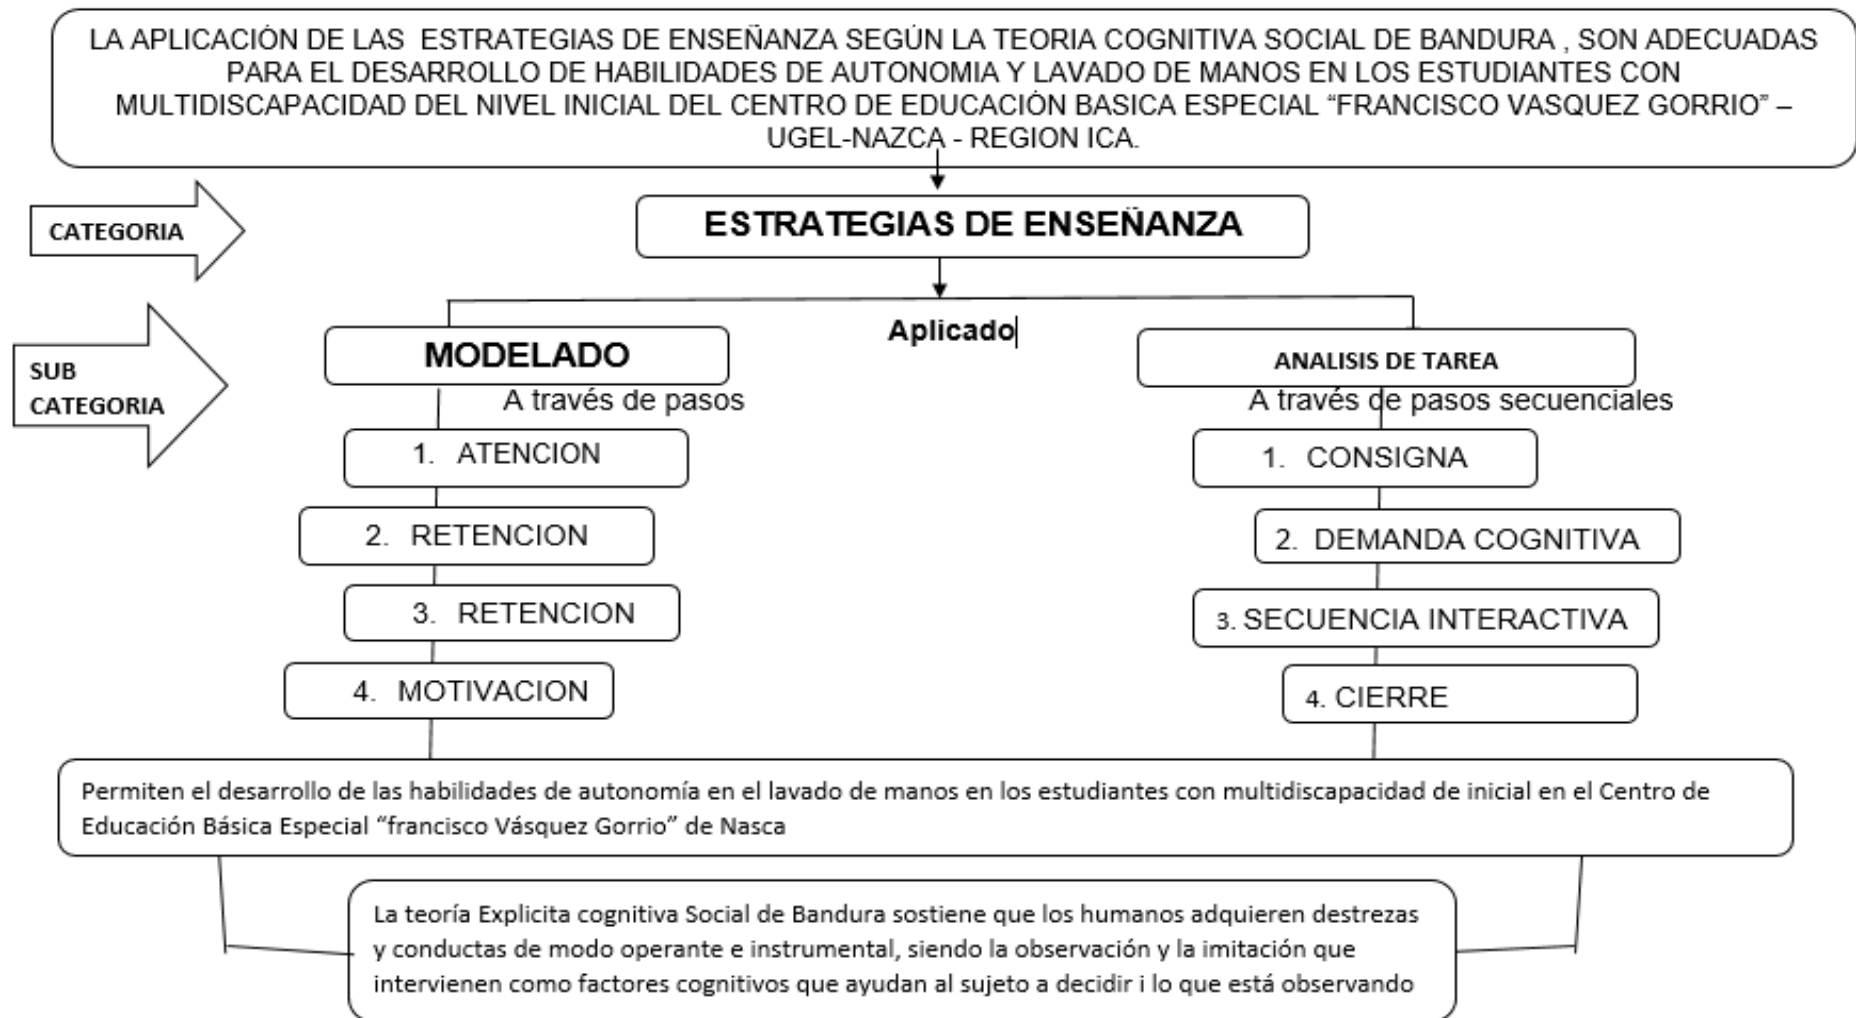 LA APLICACIÓN DE LAS ESTRATEGIAS DE ENSEÑANZA SEGÚN LA TEORIA COGNITIVA SOCIAL DE BANDURA , SON ADECUADAS
PARA EL DESARROLLO DE HABILIDADES DE AUTONOMIA Y LAVADO DE MANOS EN LOS ESTUDIANTES CON
MULTIDISCAPACIDAD DEL NIVEL INICIAL DEL CENTRO DE EDUCACIÓN BASICA ESPECIAL “FRANCISCO VASQUEZ GORRIO” –
UGEL-NAZCA - REGION ICA.
CATEGORIA
ESTRATEGIAS DE ENSEÑANZA
SUB
CATEGORIA
Aplicado
MODELADO
A través de pasos
1. ATENCION
2. RETENCION
3. RETENCION
4. MOTIVACION
ANALISIS DE TAREA
A través de pasos secuenciales
1. CONSIGNA
2. DEMANDA COGNITIVA
3. SECUENCIA INTERACTIVA
4. CIERRE
Permiten el desarrollo de las habilidades de autonomía en el lavado de manos en los estudiantes con multidiscapacidad de inicial en el Centro de
Educación Básica Especial “francisco Vásquez Gorrio” de Nasca
La teoría Explicita cognitiva Social de Bandura sostiene que los humanos adquieren destrezas
y conductas de modo operante e instrumental, siendo la observación y la imitación que
intervienen como factores cognitivos que ayudan al sujeto a decidir i lo que está observando